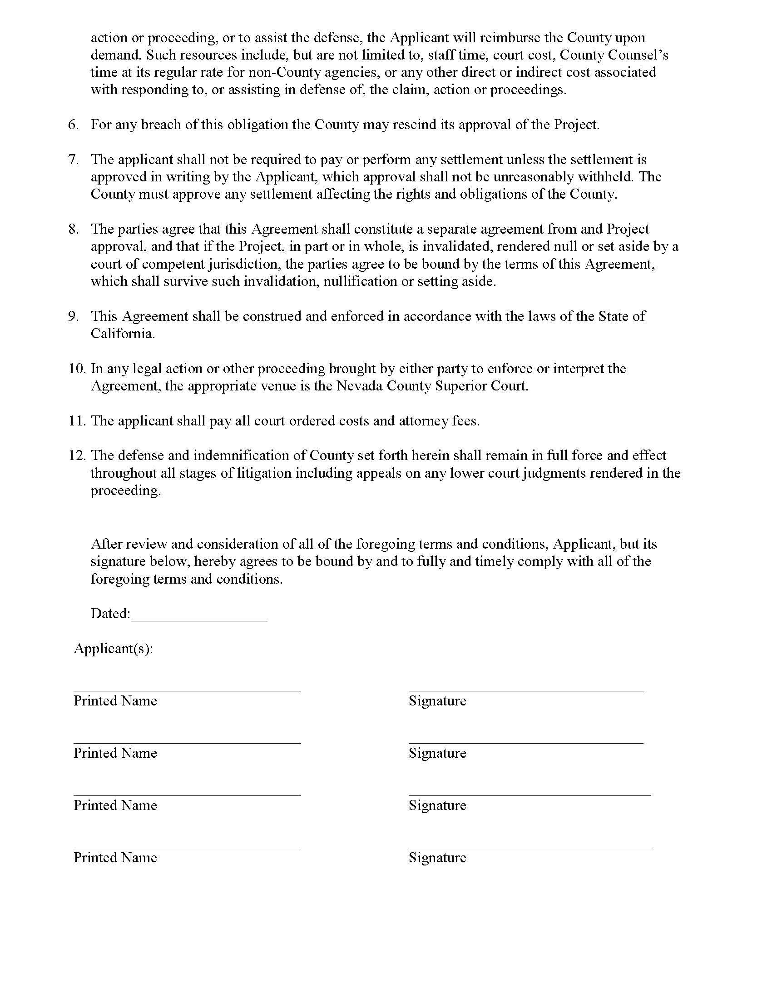 action or proceeding, or to assist the defense, the Applicant will reimburse the County upon
demand. Such resources include, but are not limited to, staff time, court cost, County Counsel’s
time at its regular rate for non-County agencies, or any other direct or indirect cost associated
with responding to, or assisting in defense of, the claim, action or proceedings.
6. For any breach of this obligation the County may rescind its approval of the Project.
7. The applicant shall not be required to pay or perform any settlement unless the settlement is
approved in writing by the Applicant, which approval shall not be unreasonably withheld. The
County must approve any settlement affecting the rights and obligations of the County.
8. The parties agree that this Agreement shall constitute a separate agreement from and Project
approval, and that if the Project, in part or in whole, is invalidated, rendered null or set aside by a
court of competent jurisdiction, the parties agree to be bound by the terms of this Agreement,
which shall survive such invalidation, nullification or setting aside.
9. This Agreement shall be construed and enforced in accordance with the laws of the State of
California.
10. In any legal action or other proceeding brought by either party to enforce or interpret the
Agreement, the appropriate venue is the Nevada County Superior Court.
11. The applicant shall pay all court ordered costs and attorney fees.
12. The defense and indemnification of County set forth herein shall remain in full force and effect
throughout all stages of litigation including appeals on any lower court judgments rendered in the
proceeding.
After review and consideration of all of the foregoing terms and conditions, Applicant, but its
signature below, hereby agrees to be bound by and to fully and timely comply with all of the
foregoing terms and conditions.
Dated:
Applicant(s):
Printed Name Signature
Printed Name Signature
Printed Name Signature
Printed Name Signature